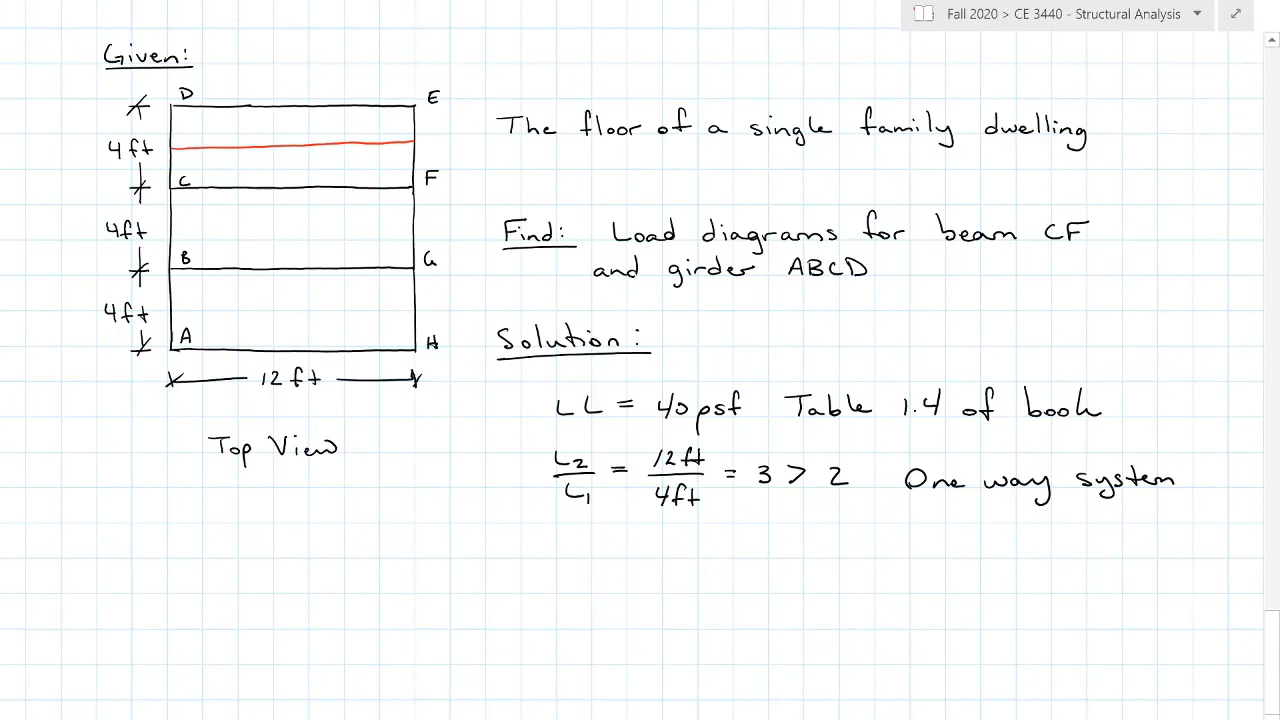 Fall 2020 > CE 3440 - Structural Analysis
Given:
D
E
4ft
C
F
4ft
B
G
4ft
A
H
12 ft
Top View
The floor of a single family dwelling
Find: Load diagrams for beam CF
and girder ABCD
Solution:
LL = 40 psf Table 1.4 of book
L2/L1 = 12ft/4ft = 3 > 2 One way system